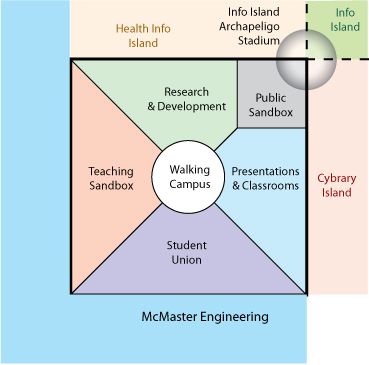 Health Info
Island
Info Island
Archapeligo
Stadium
Info
Island
Research
& Development
Public
Sandbox
Teaching
Sandbox
Walking
Campus
Presentations
& Classrooms
Cybrary
Island
Student
Union
McMaster Engineering